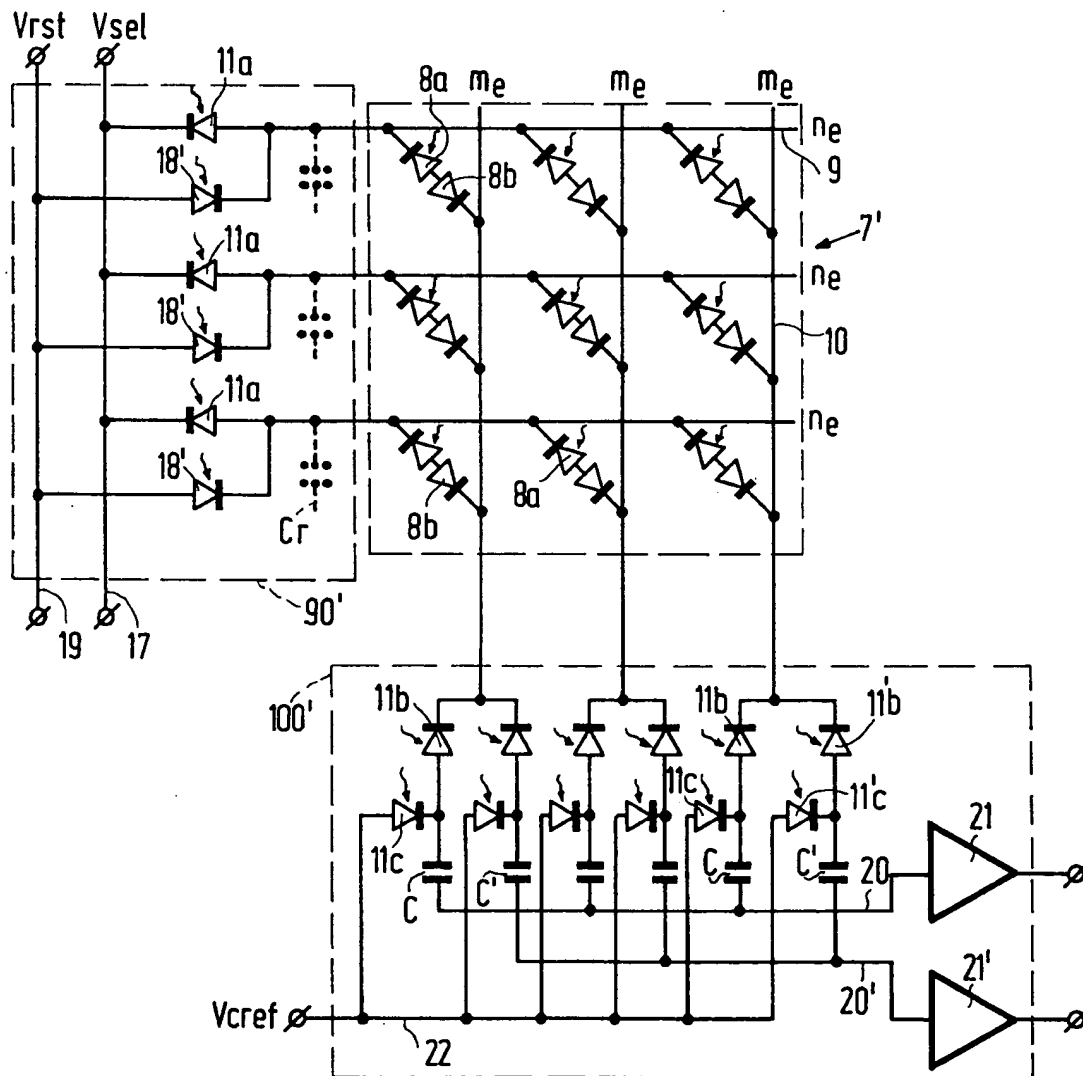 Vrst Vsel
11a
8a
me me me
ne
9
18'
8b
7'
11a
ne
18'
10
11a
ne
18'
8a
8b
Cr
90'
19 17
100'
11b 11b 11'b
11c 11'c
11c
21
C C' C C' 20
20'
21'
Vcref
22